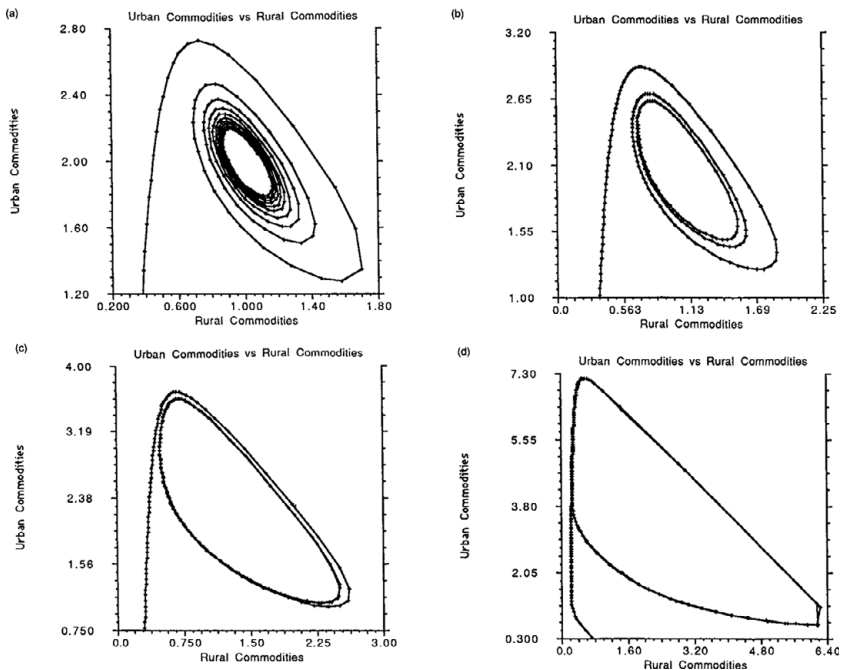 (a)
Urban Commodities vs Rural Commodities
2.80
2.40
2.00
1.60
1.20
Urban Commodities
0.200 0.600 1.000 1.40 1.80
Rural Commodities
(b)
Urban Commodities vs Rural Commodities
3.20
2.65
2.10
1.55
1.00
Urban Commodities
0.0 0.563 1.13 1.69 2.25
Rural Commodities
(c)
Urban Commodities vs Rural Commodities
4.00
3.19
2.38
1.56
0.750
Urban Commodities
0.0 0.750 1.50 2.25 3.00
Rural Commodities
(d)
Urban Commodities vs Rural Commodities
7.30
5.55
3.80
2.05
0.300
Urban Commodities
0.0 1.60 3.20 4.80 6.40
Rural Commodities